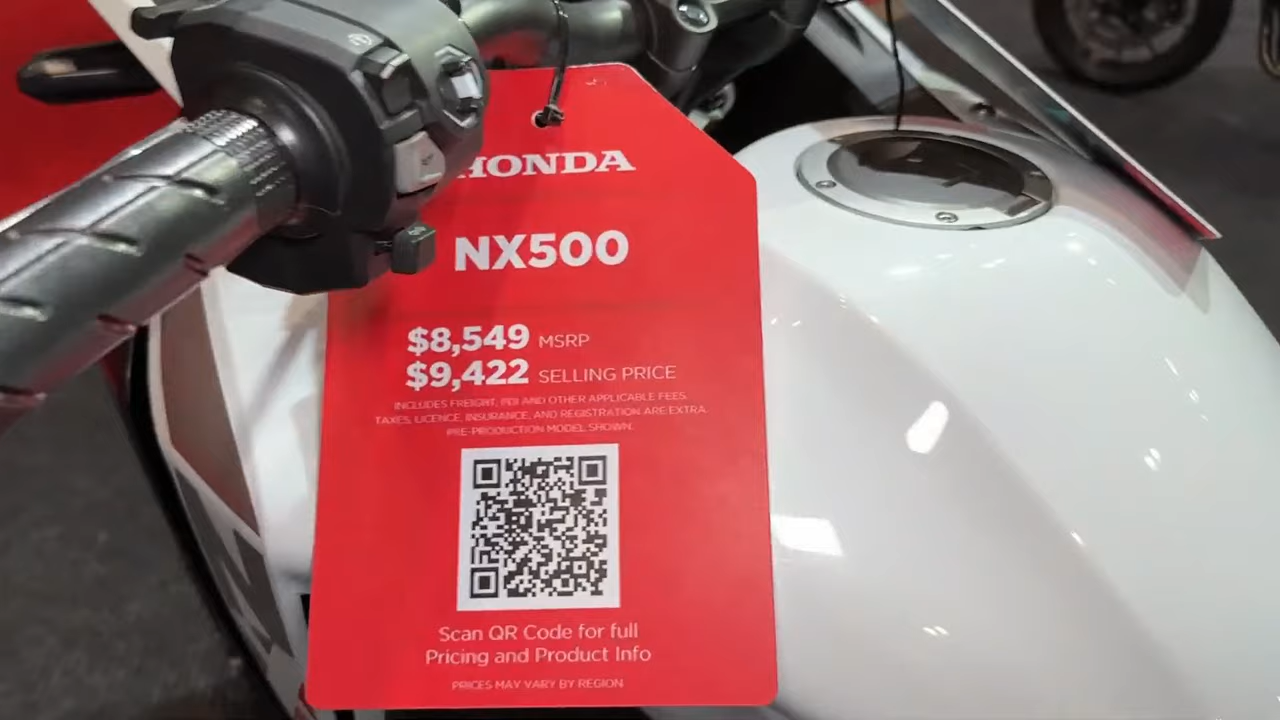 HONDA
NX500
$8,549 MSRP
$9,422 SELLING PRICE
INCLUDES FREIGHT, PDI AND OTHER APPLICABLE FEES.
TAXES, LICENCE, INSURANCE, AND REGISTRATION ARE EXTRA.
PRE-PRODUCTION MODEL SHOWN.
Scan QR Code for full
Pricing and Product Info
PRICES MAY VARY BY REGION